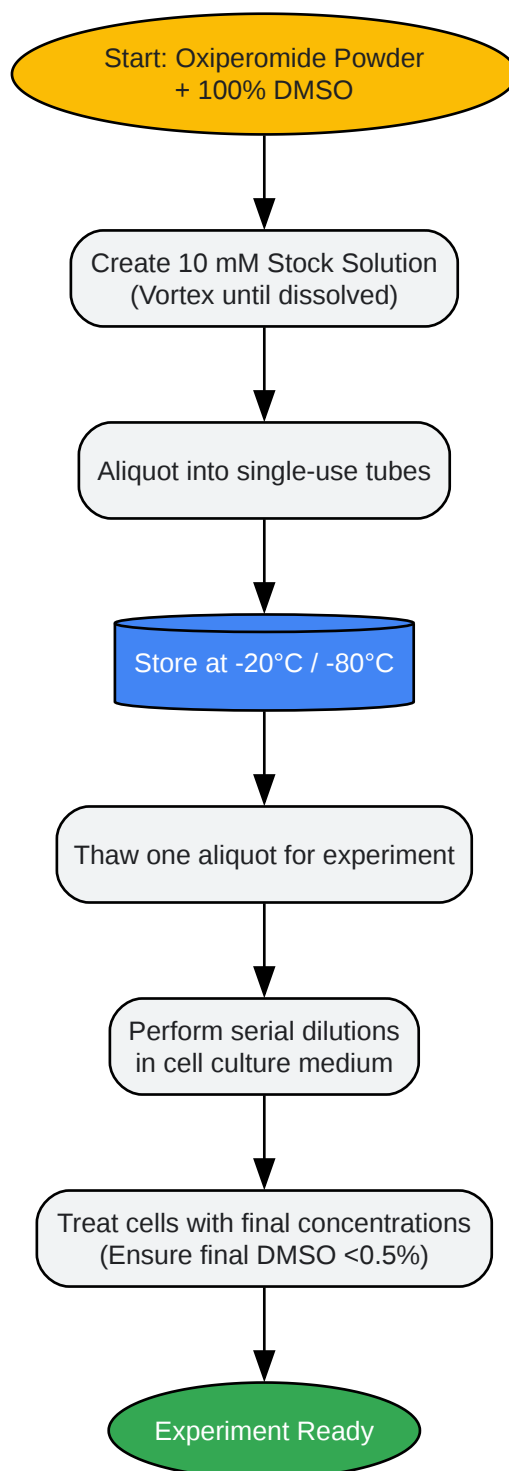 Start: Oxiperomide Powder
+ 100% DMSO
Create 10 mM Stock Solution
(Vortex until dissolved)
Aliquot into single-use tubes
Store at -20°C / -80°C
Thaw one aliquot for experiment
Perform serial dilutions
in cell culture medium
Treat cells with final concentrations
(Ensure final DMSO <0.5%)
Experiment Ready